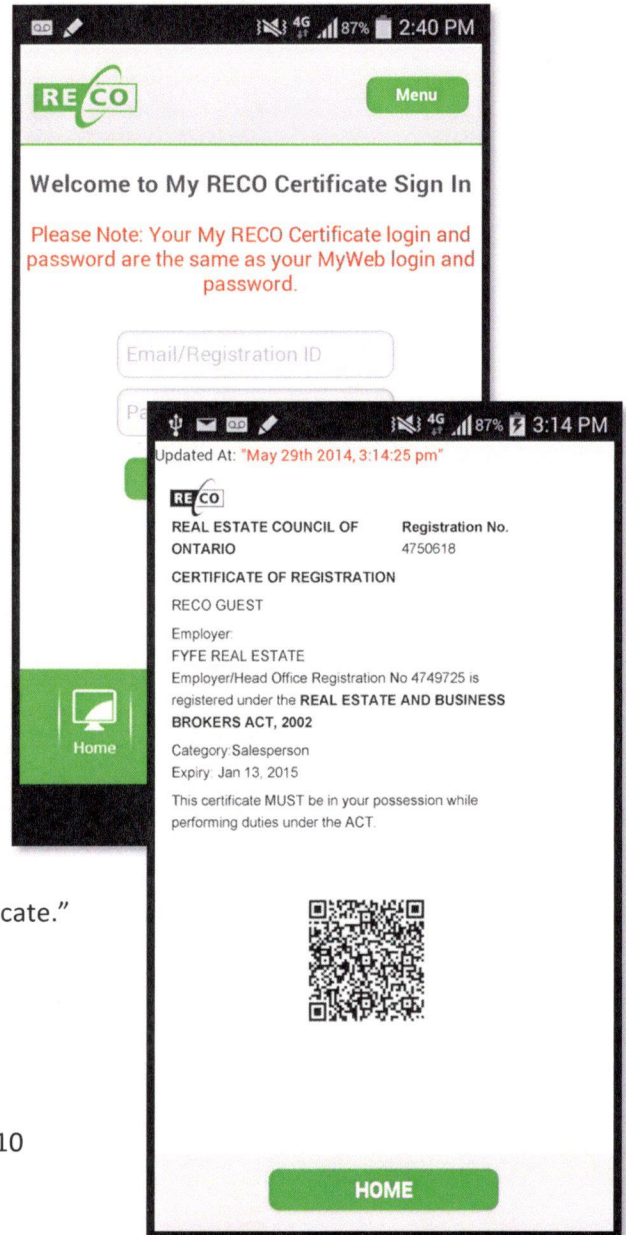 4G 87% 2:40 PM
RECO
Menu
Welcome to My RECO Certificate Sign In
Please Note: Your My RECO Certificate login and
password are the same as your MyWeb login and
password.
Email/Registration ID
Pa
Home
4G 87% 3:14 PM
Updated At: "May 29th 2014, 3:14:25 pm"
RECO
REAL ESTATE COUNCIL OF Registration No.
ONTARIO 4750618
CERTIFICATE OF REGISTRATION
RECO GUEST
Employer:
FYFE REAL ESTATE
Employer/Head Office Registration No 4749725 is
registered under the REAL ESTATE AND BUSINESS
BROKERS ACT, 2002
Category:Salesperson
Expiry: Jan 13, 2015
This certificate MUST be in your possession while
performing duties under the ACT.
HOME
cate."
10